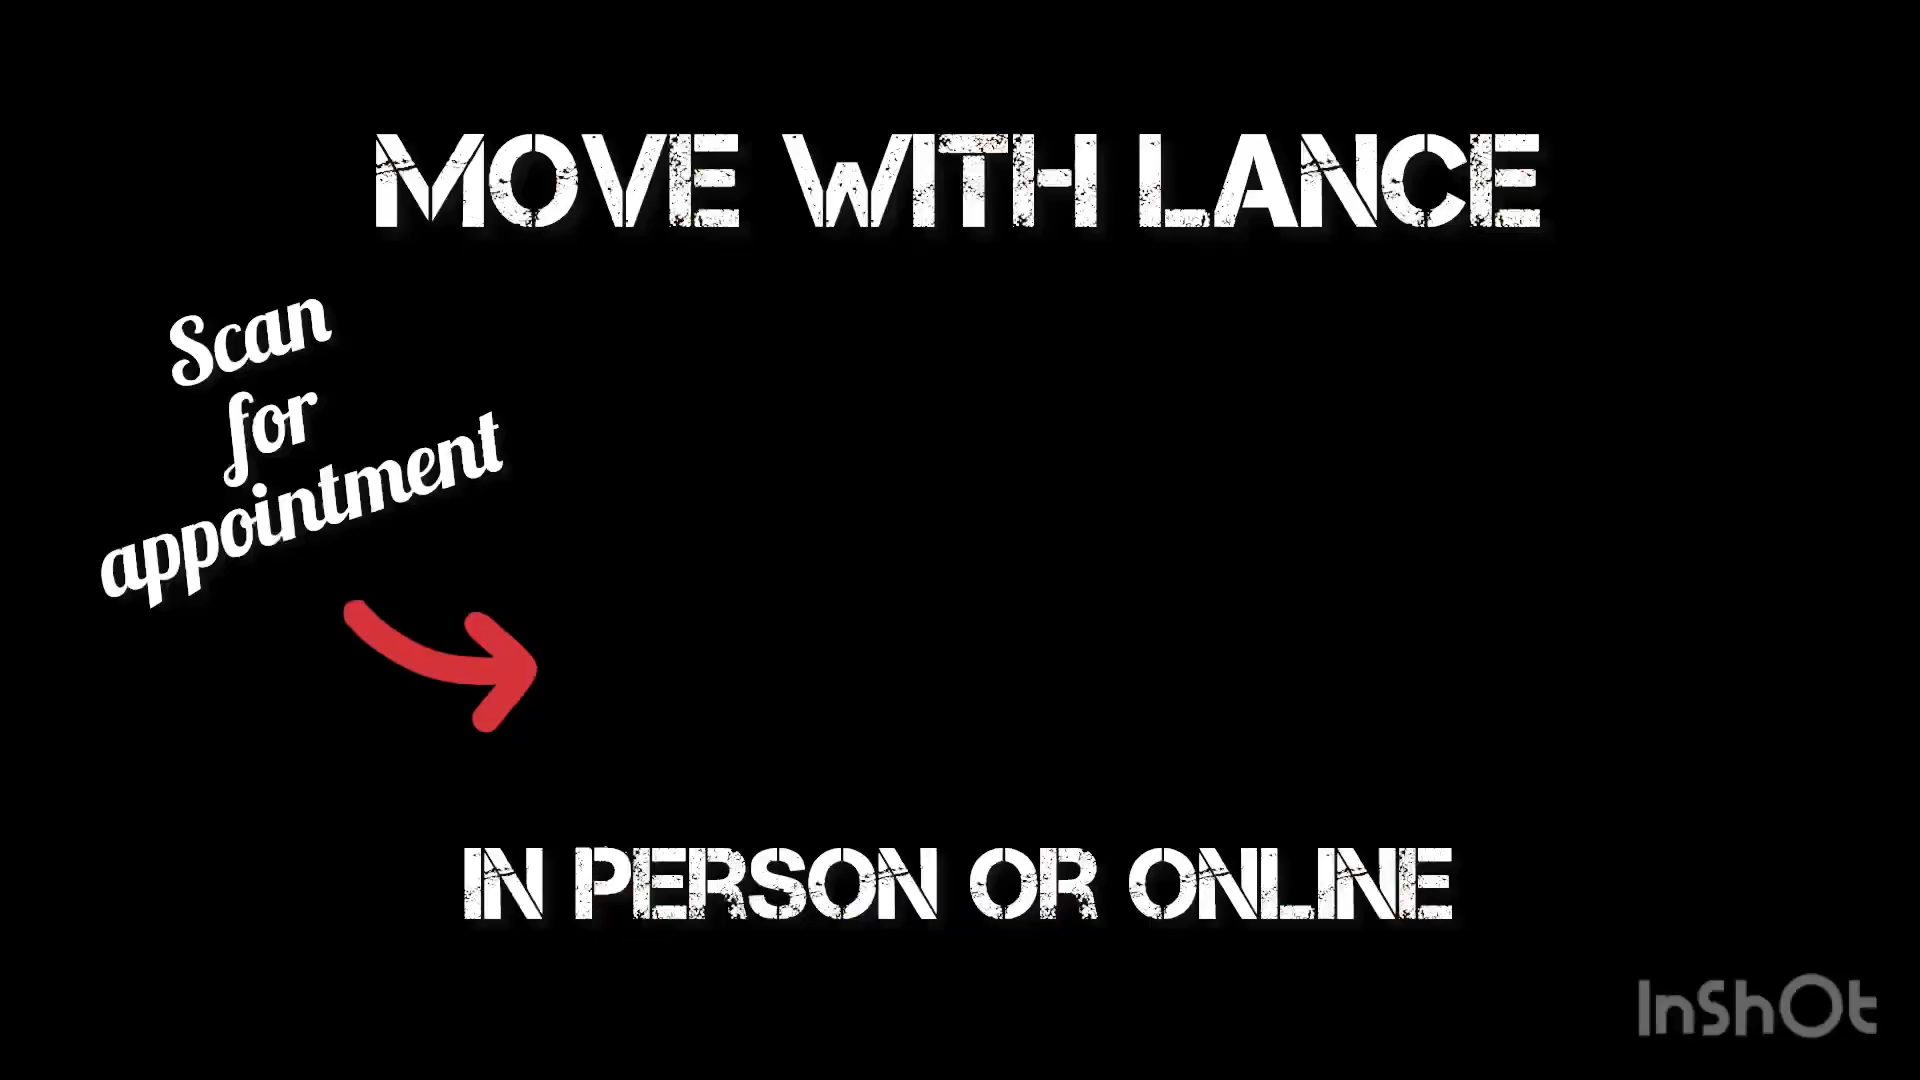 MOVE WITH LANCE
Scan
for
appointment
IN PERSON OR ONLINE
InShOt